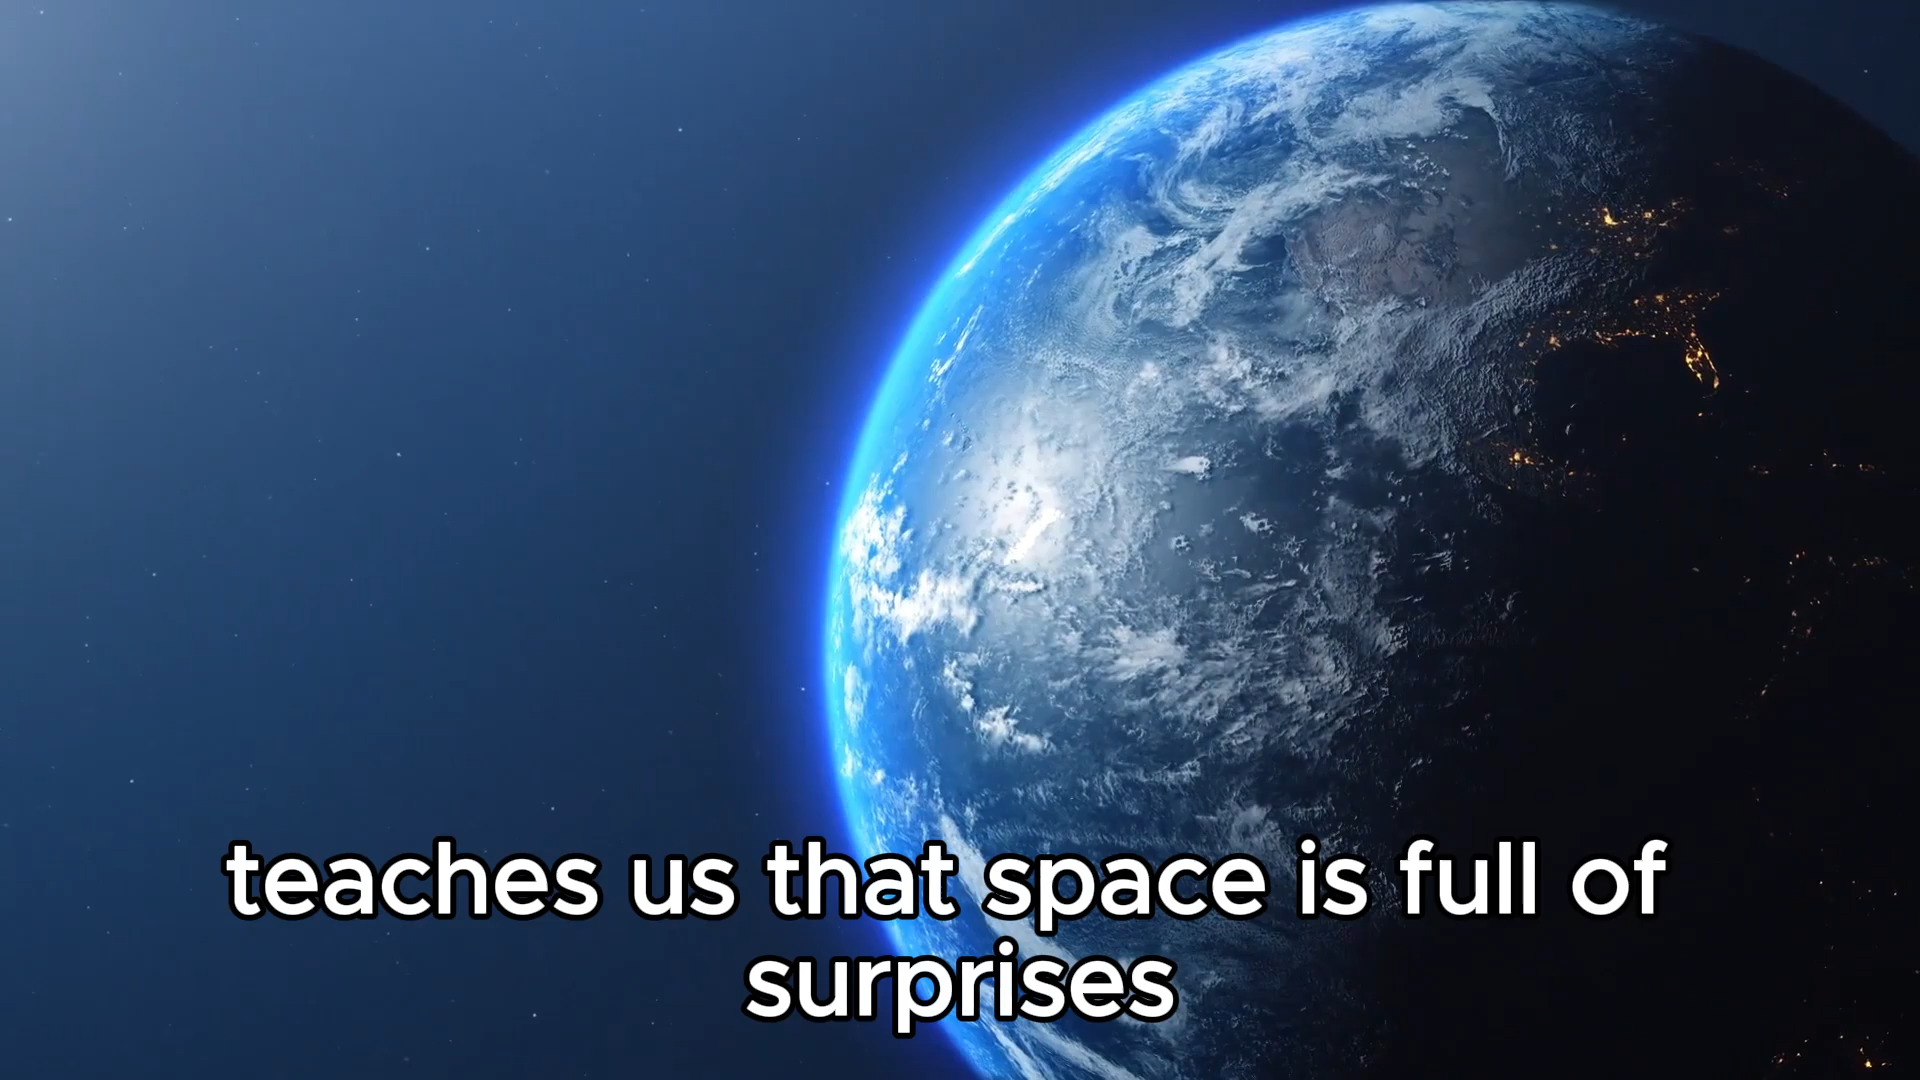 teaches us that space is full of
surprises